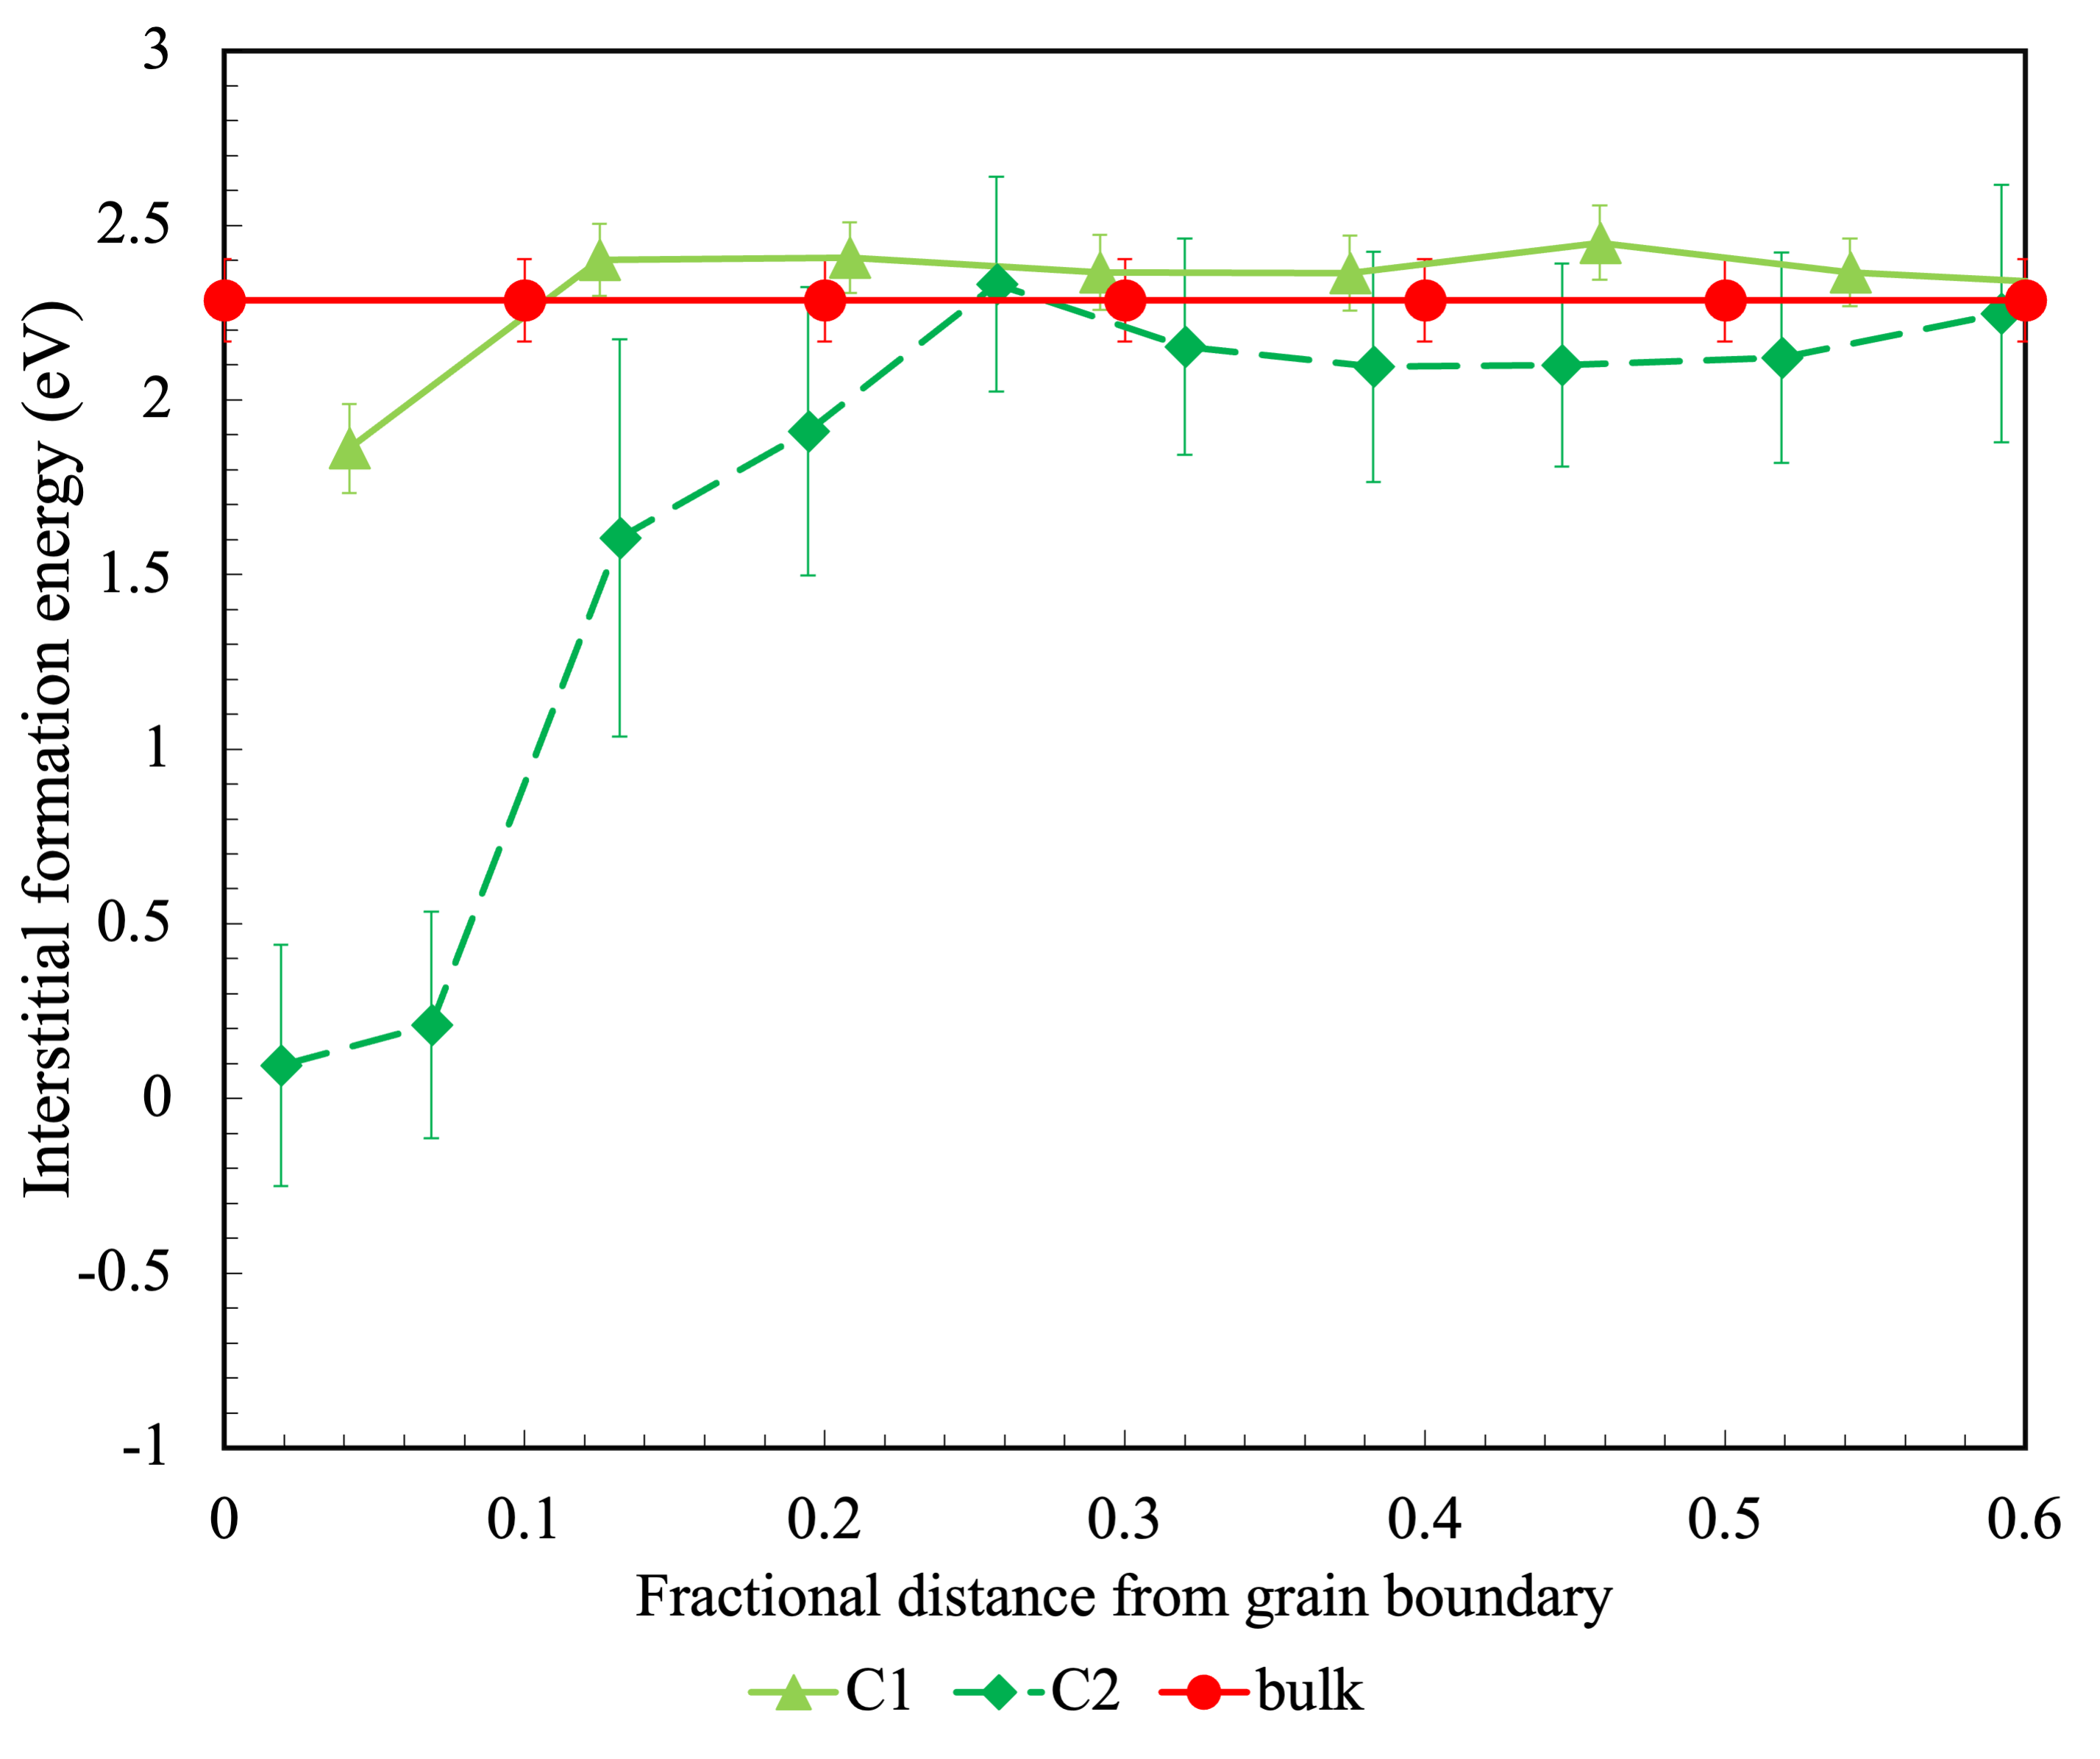 Interstitial formation energy (eV)
3
2.5
2
1.5
1
0.5
0
-0.5
-1
0 0.1 0.2 0.3 0.4 0.5 0.6
Fractional distance from grain boundary
C1 C2 bulk